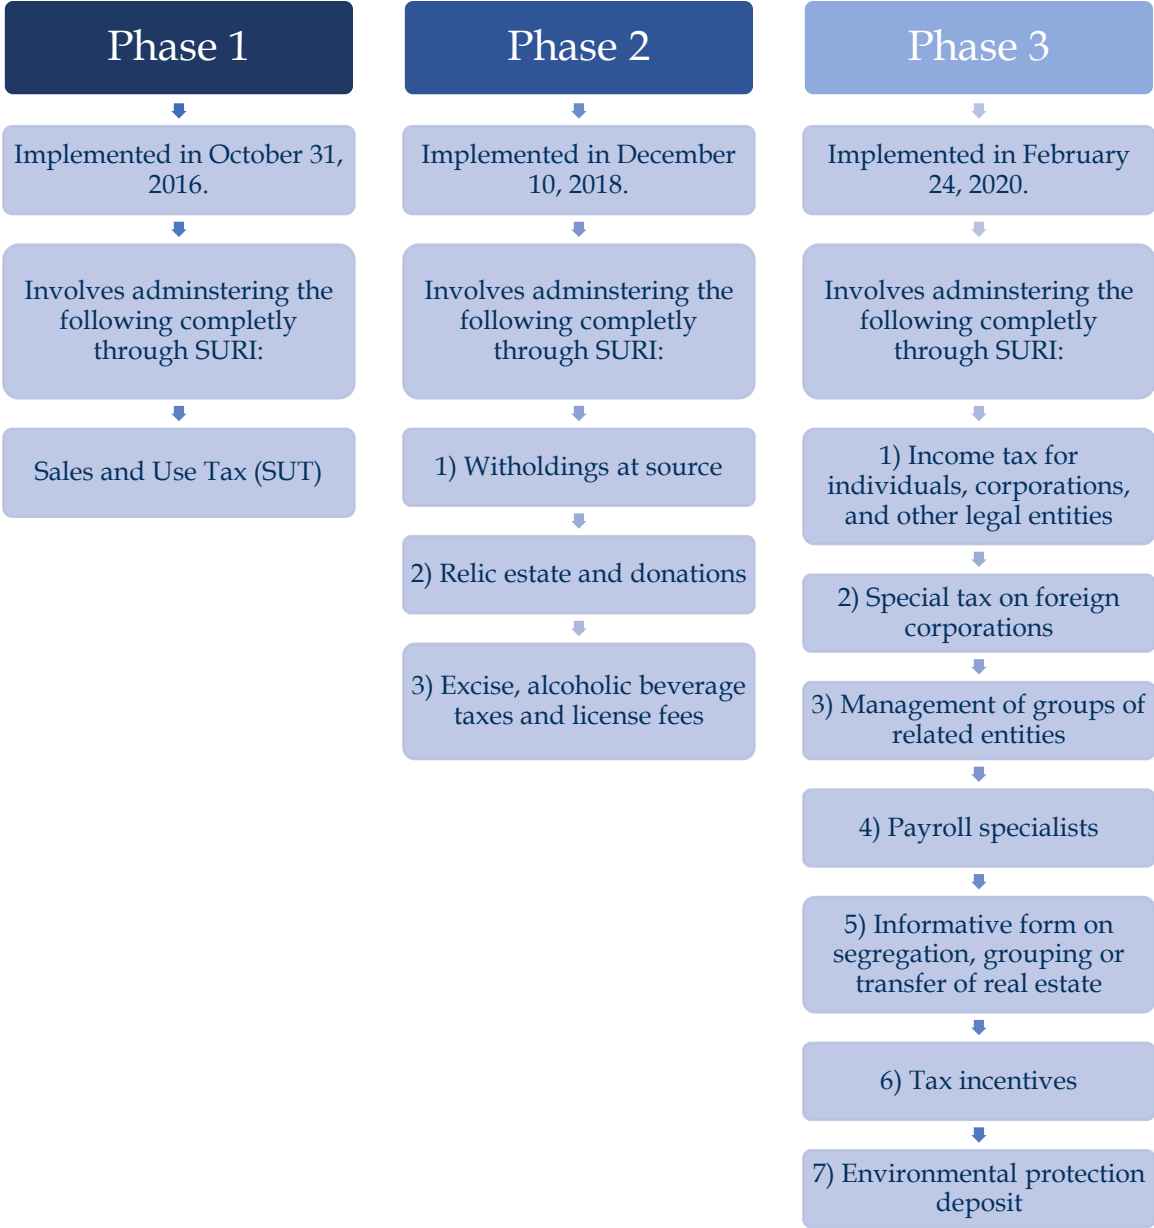 Phase 1
Implemented in October 31,
2016.
Involves adminstering the
following completly
through SURI:
Sales and Use Tax (SUT)
Phase 2
Implemented in December
10, 2018.
Involves adminstering the
following completly
through SURI:
1) Witholdings at source
2) Relic estate and donations
3) Excise, alcoholic beverage
taxes and license fees
Phase 3
Implemented in February
24, 2020.
Involves adminstering the
following completly
through SURI:
1) Income tax for
individuals, corporations,
and other legal entities
2) Special tax on foreign
corporations
3) Management of groups of
related entities
4) Payroll specialists
5) Informative form on
segregation, grouping or
transfer of real estate
6) Tax incentives
7) Environmental protection
deposit